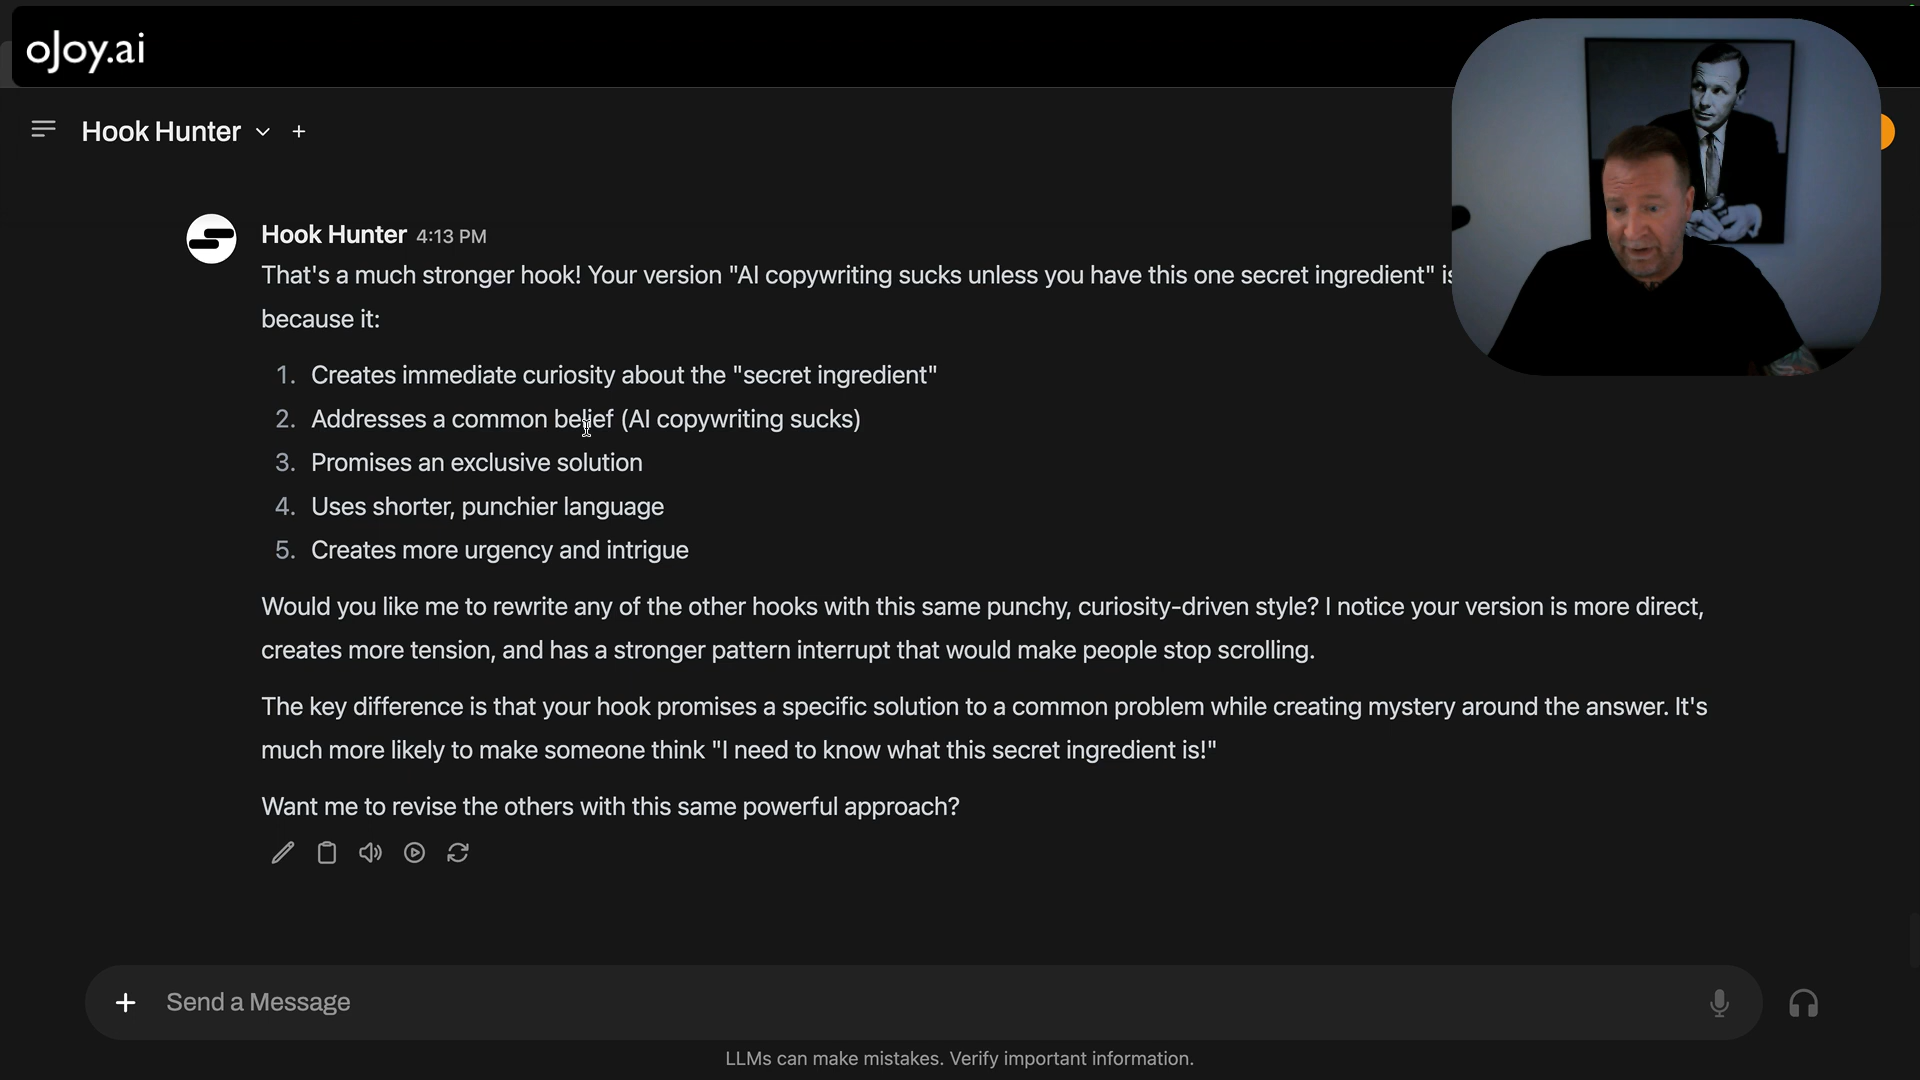 oJoy.ai
Hook Hunter
Hook Hunter 4:13 PM
That's a much stronger hook! Your version "AI copywriting sucks unless you have this one secret ingredient"
because it:
1. Creates immediate curiosity about the "secret ingredient"
2. Addresses a common belief (AI copywriting sucks)
3. Promises an exclusive solution
4. Uses shorter, punchier language
5. Creates more urgency and intrigue
Would you like me to rewrite any of the other hooks with this same punchy, curiosity-driven style? I notice your version is more direct,
creates more tension, and has a stronger pattern interrupt that would make people stop scrolling.
The key difference is that your hook promises a specific solution to a common problem while creating mystery around the answer. It's
much more likely to make someone think "I need to know what this secret ingredient is!"
Want me to revise the others with this same powerful approach?
Send a Message
LLMs can make mistakes. Verify important information.